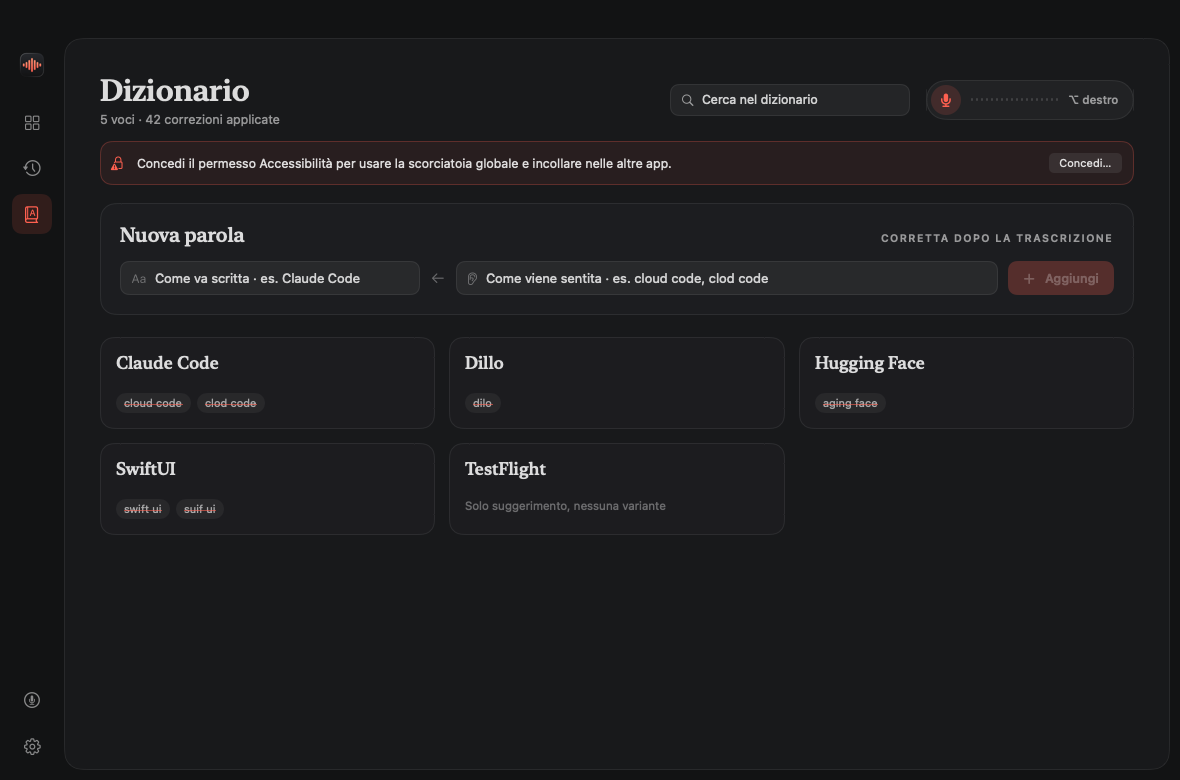 Dizionario
5 voci · 42 correzioni applicate
Cerca nel dizionario
⌥ destro
Concedi il permesso Accessibilità per usare la scorciatoia globale e incollare nelle altre app.
Concedi...
Nuova parola
CORRETTA DOPO LA TRASCRIZIONE
Aa Come va scritta · es. Claude Code
← Come viene sentita · es. cloud code, clod code
+ Aggiungi
Claude Code
cloud code clod code
Dillo
dilo
Hugging Face
aging face
SwiftUI
swift ui suif ui
TestFlight
Solo suggerimento, nessuna variante